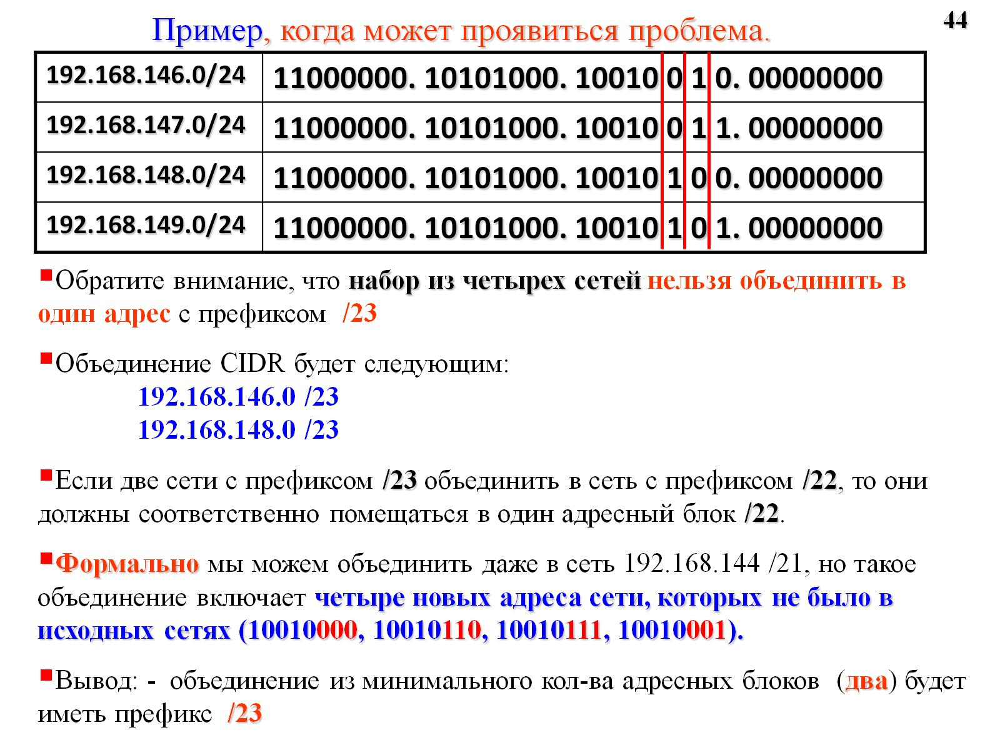 44
Пример, когда может проявиться проблема.
192.168.146.0/24 11000000. 10101000. 10010 0 1 0. 00000000
192.168.147.0/24 11000000. 10101000. 10010 0 1 1. 00000000
192.168.148.0/24 11000000. 10101000. 10010 1 0 0. 00000000
192.168.149.0/24 11000000. 10101000. 10010 1 0 1. 00000000
▪Обратите внимание, что набор из четырех сетей нельзя объединить в
один адрес с префиксом /23
▪Объединение CIDR будет следующим:
192.168.146.0 /23
192.168.148.0 /23
▪Если две сети с префиксом /23 объединить в сеть с префиксом /22, то они
должны соответственно помещаться в один адресный блок /22.
▪Формально мы можем объединить даже в сеть 192.168.144 /21, но такое
объединение включает четыре новых адреса сети, которых не было в
исходных сетях (10010000, 10010110, 10010111, 10010001).
▪Вывод: - объединение из минимального кол-ва адресных блоков (два) будет
иметь префикс /23